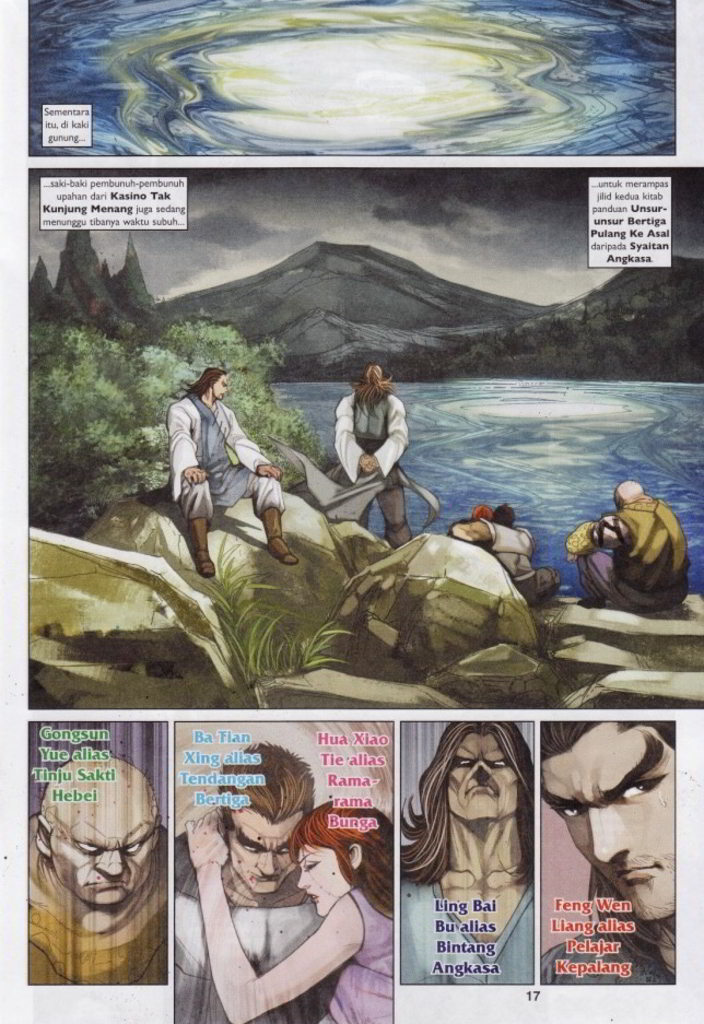 Sementara
itu, di kaki
gunung...
...saki-baki pembunuh-pembunuh
upahan dari Kasino Tak
Kunjung Menang juga sedang
menunggu tibanya waktu subuh...
...untuk merampas
jilid kedua kitab
panduan Unsur-
unsur Bertiga
Pulang Ke Asal
daripada Syaitan
Angkasa.
Gongsun
Yue alias
Tinju Sakti
Hebei
Ba Tian
Xing alias
Tendangan
Bertiga
Hua Xiao
Tie alias
Rama-
rama
Bunga
Ling Bai
Bu alias
Bintang
Angkasa
Feng Wen
Liang alias
Pelajar
Kepalang
17